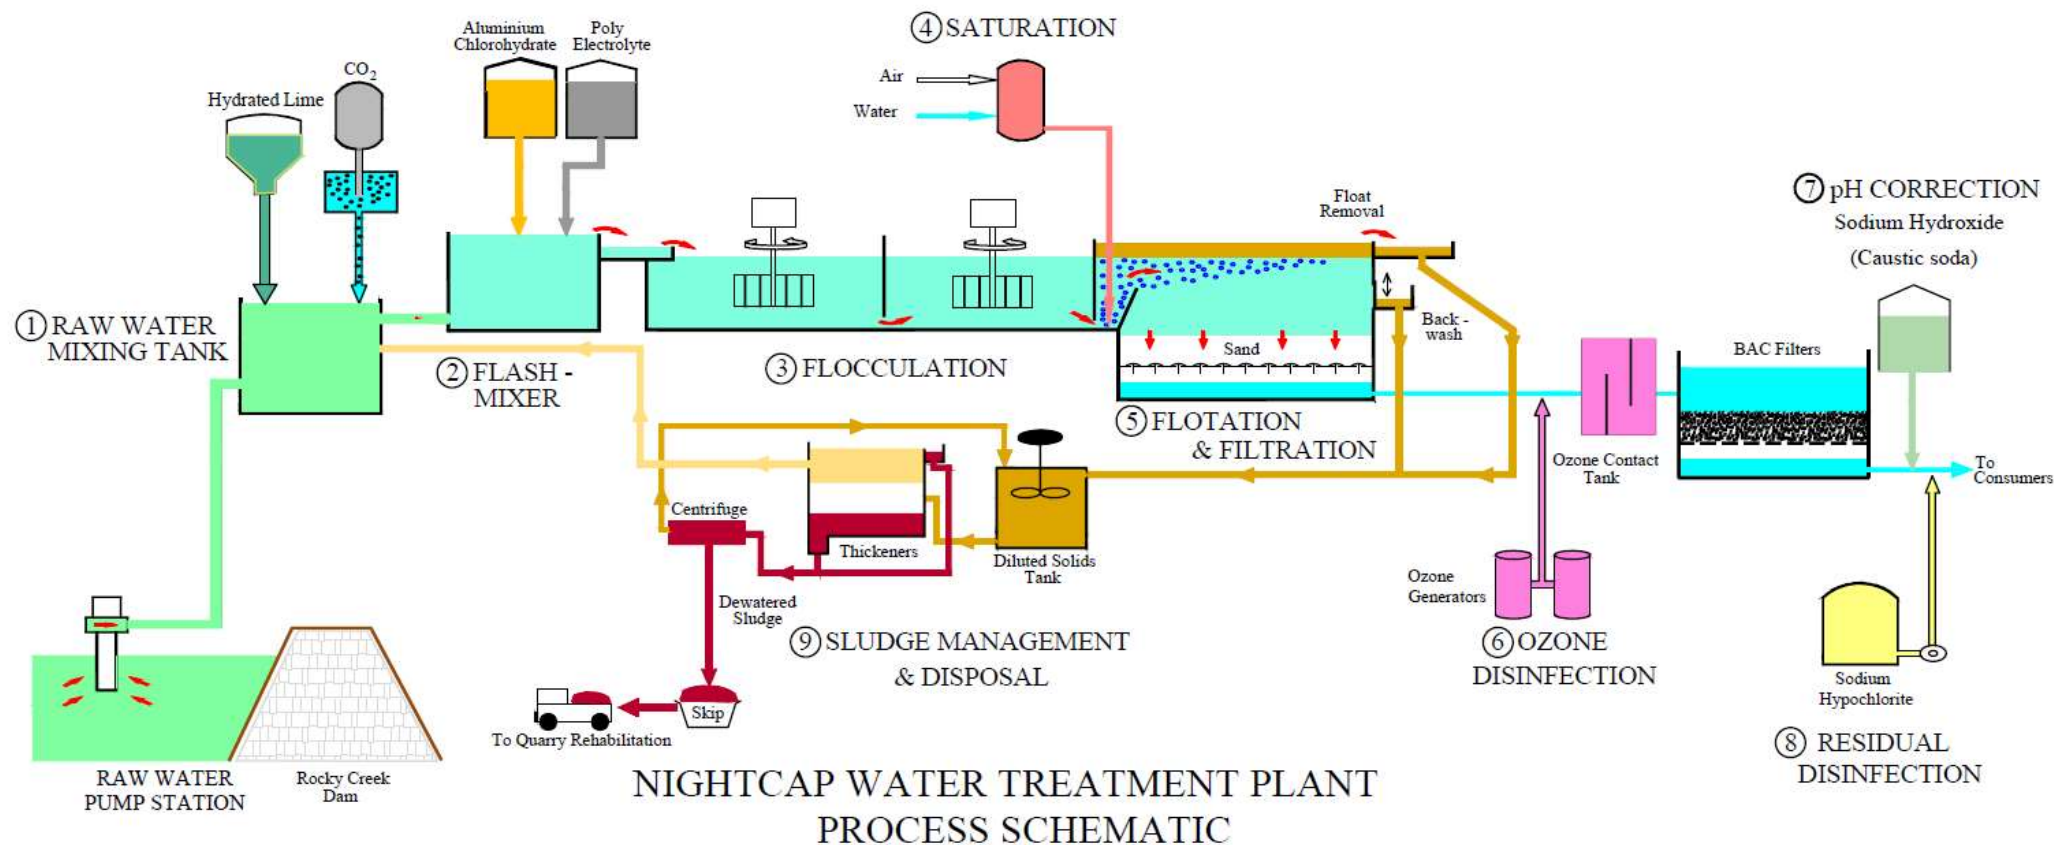 ④ SATURATION
Aluminium
Chlorohydrate
Poly
Electrolyte
CO₂
Hydrated Lime
Air
Water
Float
Removal
⑦ pH CORRECTION
Sodium Hydroxide
(Caustic soda)
① RAW WATER
MIXING TANK
② FLASH -
MIXER
③ FLOCCULATION
Sand
Back -
wash
BAC Filters
⑤ FLOTATION
& FILTRATION
Ozone Contact
Tank
To
Consumers
Centrifuge
Thickeners
Diluted Solids
Tank
Ozone
Generators
Dewatered
Sludge
⑨ SLUDGE MANAGEMENT
& DISPOSAL
⑥ OZONE
DISINFECTION
Sodium
Hypochlorite
Skip
To Quarry Rehabilitation
⑧ RESIDUAL
DISINFECTION
RAW WATER
PUMP STATION
Rocky Creek
Dam
NIGHTCAP WATER TREATMENT PLANT
PROCESS SCHEMATIC